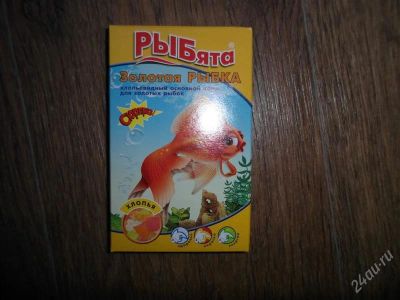 РЫБята®
Золотая РЫБКА
хлопьевидный основной корм
для золотых рыбок
ХЛОПЬЯ
24au.ru